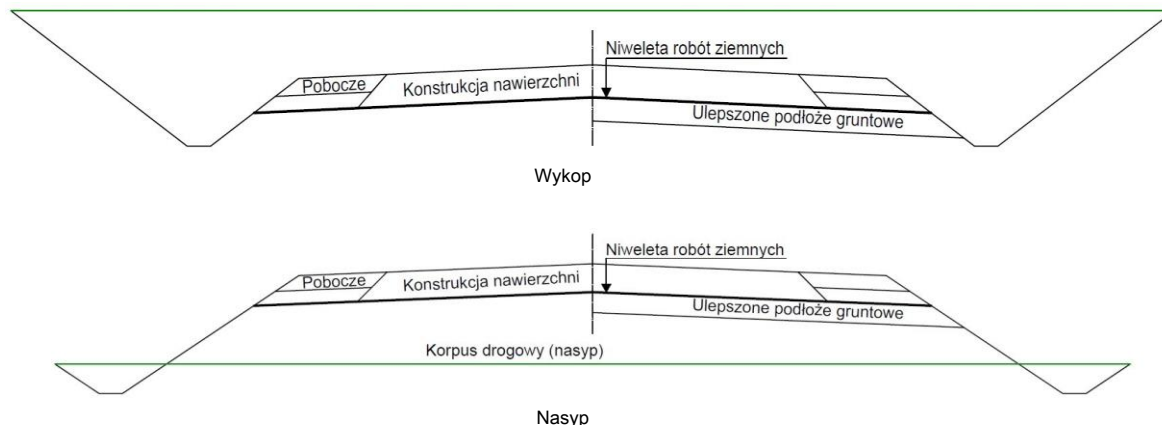 Niweleta robót ziemnych
Pobocze
Konstrukcja nawierzchni
Ulepszone podłoże gruntowe
Wykop
Niweleta robót ziemnych
Pobocze
Konstrukcja nawierzchni
Ulepszone podłoże gruntowe
Korpus drogowy (nasyp)
Nasyp